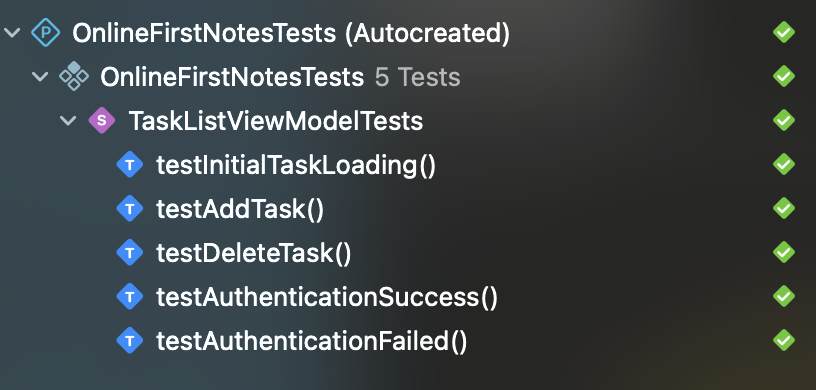 P OnlineFirstNotesTests (Autocreated)
OnlineFirstNotesTests 5 Tests
S TaskListViewModelTests
T testInitialTaskLoading()
T testAddTask()
T testDeleteTask()
T testAuthenticationSuccess()
T testAuthenticationFailed()